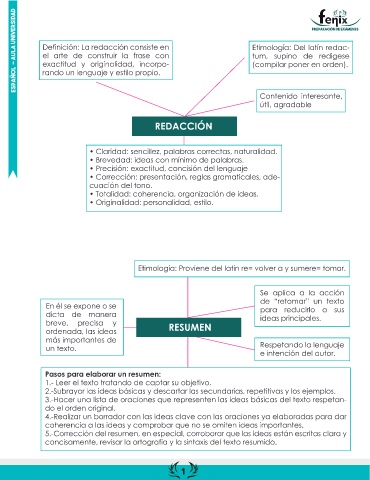 ESPAÑOL – AULA UNIVERSIDAD
fenix
PREPARACIÓN DE EXÁMENES
Definición: La redacción consiste en
el arte de construir la frase con
exactitud y originalidad, incorpo-
rando un lenguaje y estilo propio.
Etimología: Del latín redac-
tum, supino de redigese
(compilar poner en orden).
Contenido interesante,
útil, agradable
REDACCIÓN
• Claridad: sencillez, palabras correctas, naturalidad.
• Brevedad: ideas con mínimo de palabras.
• Precisión: exactitud, concisión del lenguaje
• Corrección: presentación, reglas gramaticales, ade-
cuación del tono.
• Totalidad: coherencia, organización de ideas.
• Originalidad: personalidad, estilo.
Etimología: Proviene del latín re= volver a y sumere= tomar.
En él se expone o se
dicta de manera
breve, precisa y
ordenada, las ideas
más importantes de
un texto.
Se aplica a la acción
de “retomar” un texto
para reducirlo a sus
ideas principales.
RESUMEN
Respetando la lenguaje
e intención del autor.
Pasos para elaborar un resumen:
1.- Leer el texto tratando de captar su objetivo.
2.-Subrayar las ideas básicas y descartar las secundarias, repetitivas y los ejemplos.
3.-Hacer una lista de oraciones que representen las ideas básicas del texto respetan-
do el orden original.
4.-Realizar un borrador con las ideas clave con las oraciones ya elaboradas para dar
coherencia a las ideas y comprobar que no se omiten ideas importantes.
5.-Corrección del resumen, en especial, corroborar que las ideas están escritas clara y
concisamente, revisar la ortografía y la sintaxis del texto resumido.
1